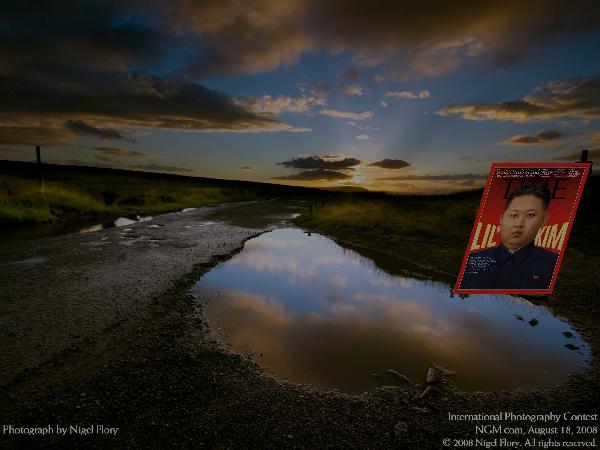 TIME
LIL' KIM
Photograph by Nigel Flory
International Photography Contest
NGM.com, August 18, 2008
© 2008 Nigel Flory. All rights reserved.